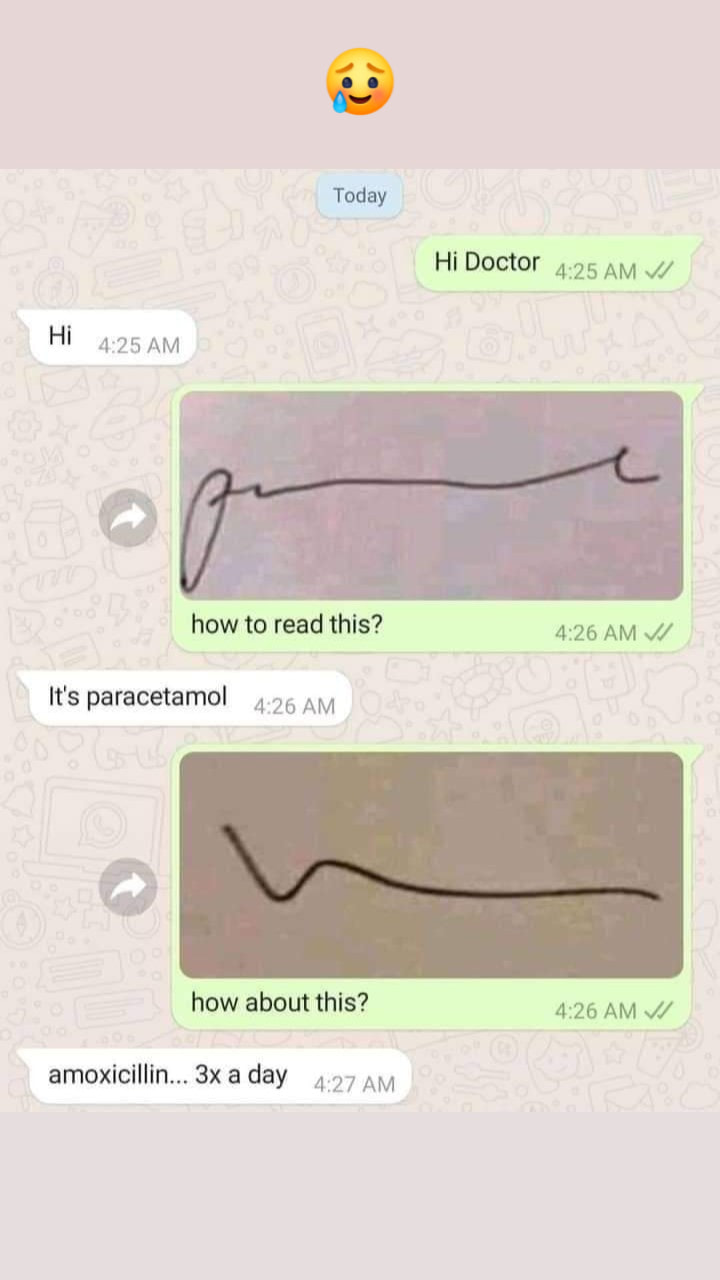 Today
Hi Doctor 4:25 AM
Hi 4:25 AM
how to read this? 4:26 AM
It's paracetamol 4:26 AM
how about this? 4:26 AM
amoxicillin... 3x a day 4:27 AM